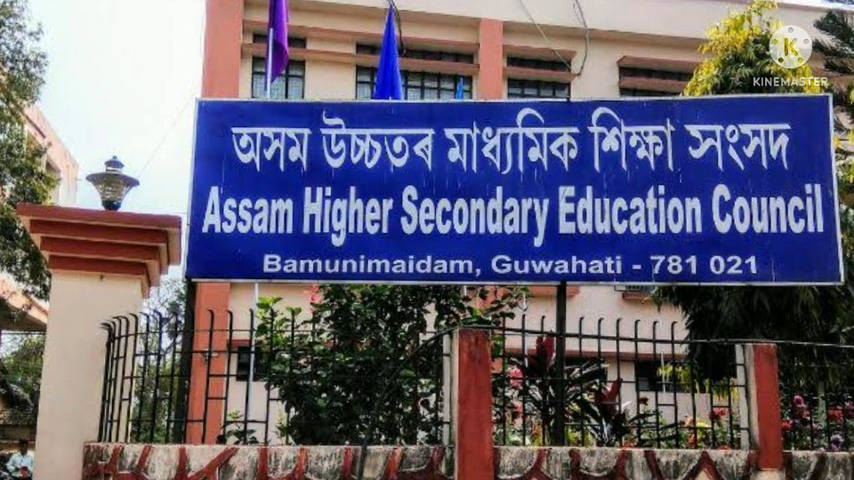 KINEMASTER
অসম উচ্চতৰ মাধ্যমিক শিক্ষা সংসদ
Assam Higher Secondary Education Council
Bamunimaidam, Guwahati - 781 021